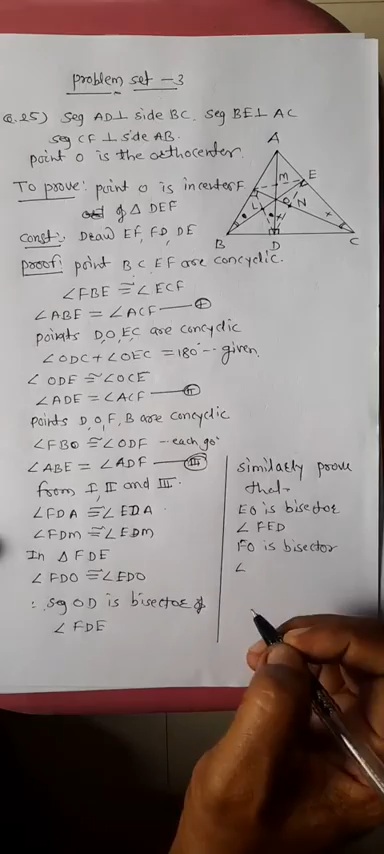 problem set -3
Q.25) seg AD⊥ side BC. seg BE⊥ AC
seg CF ⊥ side AB.
point O is the orthocenter.
To prove: point O is incenter
of △ DEF
Const:. Draw EF, FD, DE
proof: point B C, E F are concyclic.
∠FBE ≅ ∠ECF
∠ABE = ∠ACF — I
points D, O, E, C are concyclic
∠ODC + ∠OEC = 180° -- given.
∠ ODE ≅ ∠OCE
∠ADE = ∠ACF — II
points D, O, F, B are concyclic
∠FBO ≅ ∠ODF - each 90°
∠ABE = ∠ADF — III
from I, II and III.
∠FDA ≅ ∠EDA
∠FDM ≅ ∠EDM
In △ FDE
∠ FDO ≅ ∠EDO
∴ seg OD is bisector of
∠ FDE
similarly prove
that-
EO is bisector
∠ FED
FO is bisector
∠
A
F
M
E
L
O
N
B
D
C